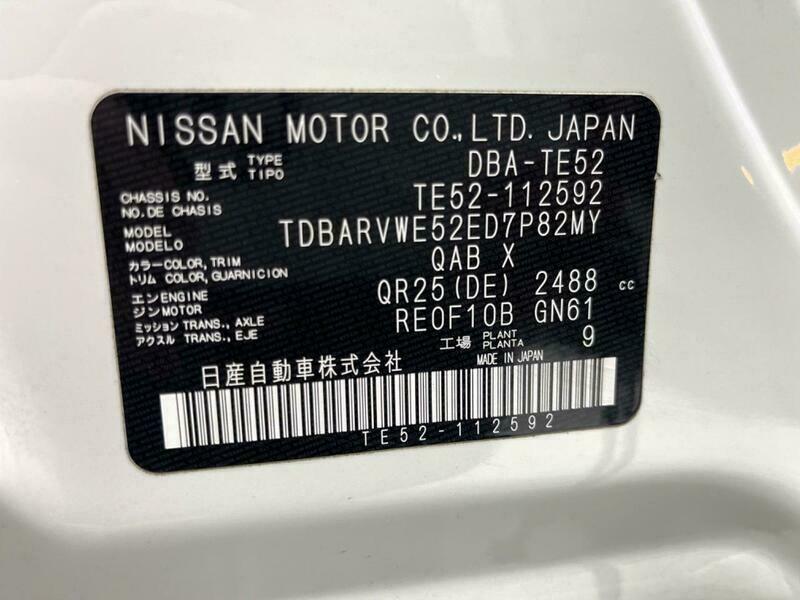 NISSAN MOTOR CO.,LTD. JAPAN
型式 TYPE TIPO DBA-TE52
CHASSIS NO. NO.DE CHASIS TE52-112592
MODEL MODELO TDBARVWE52ED7P82MY
カラー COLOR, TRIM トリム COLOR, GUARNICION QAB X
エンジン ENGINE MOTOR QR25(DE) 2488 cc
ミッション TRANS., AXLE アクスル TRANS., EJE RE0F10B GN61
工場 PLANT PLANTA 9
日産自動車株式会社 MADE IN JAPAN
TE52-112592